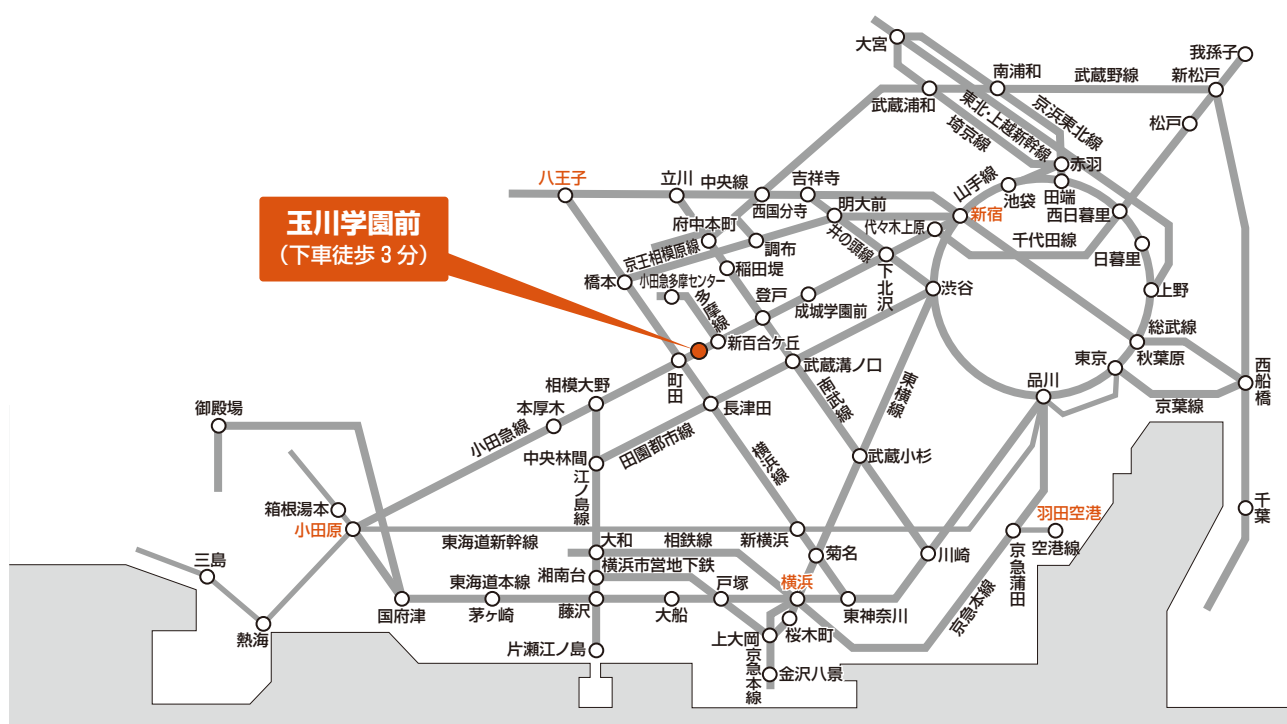 大宮
我孫子
南浦和
武蔵野線
新松戸
武蔵浦和
東北・上越新幹線
京浜東北線
埼京線
松戸
赤羽
八王子
立川
中央線
吉祥寺
山手線
池袋
田端
西国分寺
明大前
新宿
西日暮里
玉川学園前
（下車徒歩 3 分）
府中本町
代々木上原
千代田線
京王相模原線
調布
井の頭線
日暮里
稲田堤
下北沢
橋本
小田急多摩センター
多摩線
登戸
成城学園前
渋谷
上野
総武線
新百合ケ丘
秋葉原
東京
町田
武蔵溝ノ口
南武線
東横線
品川
西船橋
京葉線
相模大野
長津田
御殿場
本厚木
小田急線
田園都市線
中央林間
横浜線
武蔵小杉
江ノ島線
箱根湯本
小田原
千葉
羽田空港
空港線
東海道新幹線
新横浜
菊名
川崎
京急蒲田
大和
相鉄線
三島
湘南台
横浜市営地下鉄
東海道本線
戸塚
横浜
国府津
茅ヶ崎
藤沢
大船
東神奈川
京急本線
熱海
桜木町
上大岡
片瀬江ノ島
京急本線
金沢八景